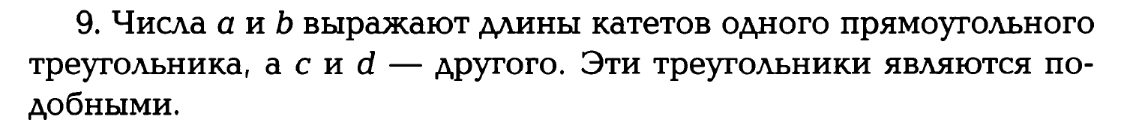 9. Числа a и b выражают длины катетов одного прямоугольного
треугольника, а c и d — другого. Эти треугольники являются по-
добными.